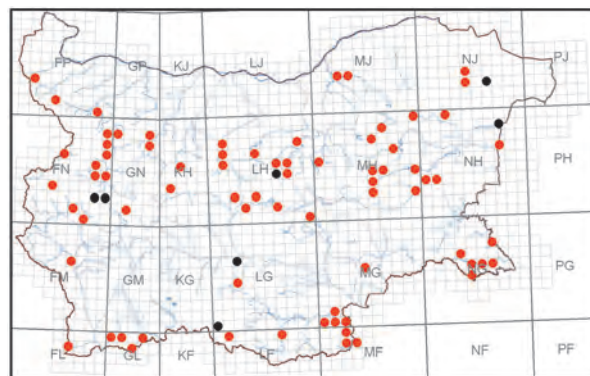 FP GP KJ LJ MJ NJ PJ
FN GN KH LH MH NH PH
FM GM KG LG MG NG PG
FL GL KF LF MF NF PF